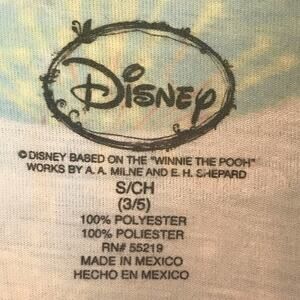 Disney
© DISNEY BASED ON THE "WINNIE THE POOH"
WORKS BY A. A. MILNE AND E. H. SHEPARD
S/CH
(3/5)
100% POLYESTER
100% POLIESTER
RN# 55219
MADE IN MEXICO
HECHO EN MEXICO